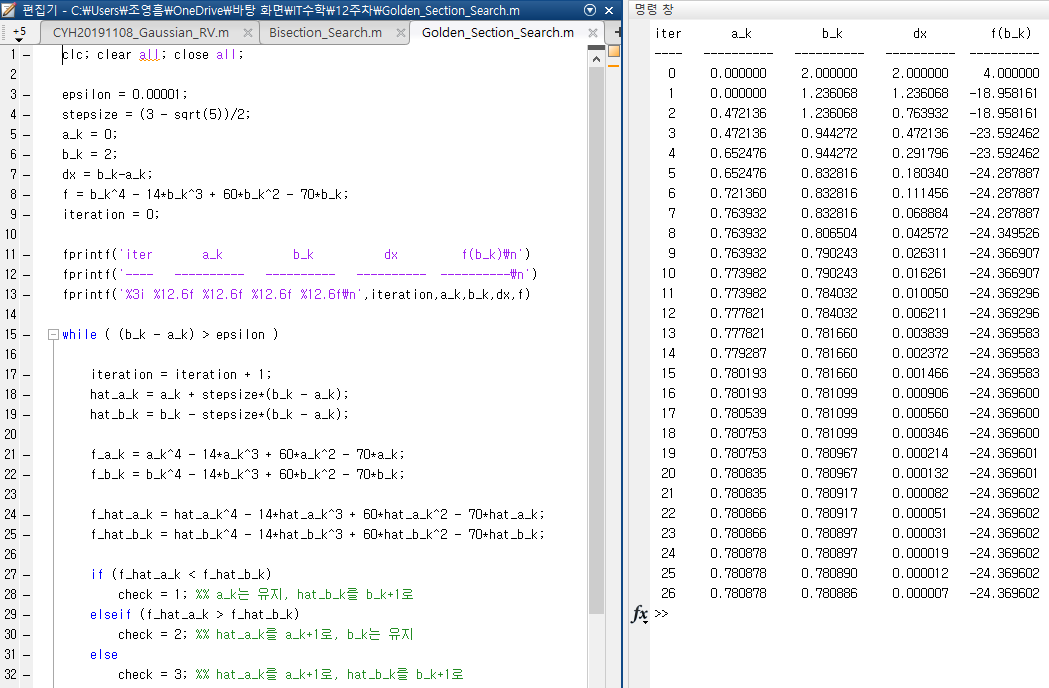 편집기 - C:₩Users₩조영흘₩OneDrive₩바탕 화면₩IT수학₩12주차₩Golden_Section_Search.m
+5 CYH20191108_Gaussian_RV.m Bisection_Search.m Golden_Section_Search.m +
1 - clc; clear all; close all;
2
3 - epsilon = 0.00001;
4 - stepsize = (3 - sqrt(5))/2;
5 - a_k = 0;
6 - b_k = 2;
7 - dx = b_k-a_k;
8 - f = b_k^4 - 14*b_k^3 + 60*b_k^2 - 70*b_k;
9 - iteration = 0;
10
11 - fprintf('iter a_k b_k dx f(b_k)₩n')
12 - fprintf('---- ---------- ---------- ---------- ----------₩n')
13 - fprintf('%3i %12.6f %12.6f %12.6f %12.6f₩n',iteration,a_k,b_k,dx,f)
14
15 - while ( (b_k - a_k) > epsilon )
16
17 - iteration = iteration + 1;
18 - hat_a_k = a_k + stepsize*(b_k - a_k);
19 - hat_b_k = b_k - stepsize*(b_k - a_k);
20
21 - f_a_k = a_k^4 - 14*a_k^3 + 60*a_k^2 - 70*a_k;
22 - f_b_k = b_k^4 - 14*b_k^3 + 60*b_k^2 - 70*b_k;
23
24 - f_hat_a_k = hat_a_k^4 - 14*hat_a_k^3 + 60*hat_a_k^2 - 70*hat_a_k;
25 - f_hat_b_k = hat_b_k^4 - 14*hat_b_k^3 + 60*hat_b_k^2 - 70*hat_b_k;
26
27 - if (f_hat_a_k < f_hat_b_k)
28 - check = 1; %% a_k는 유지, hat_b_k를 b_k+1로
29 - elseif (f_hat_a_k > f_hat_b_k)
30 - check = 2; %% hat_a_k를 a_k+1로, b_k는 유지
31 - else
32 - check = 3; %% hat_a_k를 a_k+1로, hat_b_k를 b_k+1로
명령 창
iter a_k b_k dx f(b_k)
---- ---------- ---------- ---------- ----------
0 0.000000 2.000000 2.000000 4.000000
1 0.000000 1.236068 1.236068 -18.958161
2 0.472136 1.236068 0.763932 -18.958161
3 0.472136 0.944272 0.472136 -23.592462
4 0.652476 0.944272 0.291796 -23.592462
5 0.652476 0.832816 0.180340 -24.287887
6 0.721360 0.832816 0.111456 -24.287887
7 0.763932 0.832816 0.068884 -24.287887
8 0.763932 0.806504 0.042572 -24.349526
9 0.763932 0.790243 0.026311 -24.366907
10 0.773982 0.790243 0.016261 -24.366907
11 0.773982 0.784032 0.010050 -24.369296
12 0.777821 0.784032 0.006211 -24.369296
13 0.777821 0.781660 0.003839 -24.369583
14 0.779287 0.781660 0.002372 -24.369583
15 0.780193 0.781660 0.001466 -24.369583
16 0.780193 0.781099 0.000906 -24.369600
17 0.780539 0.781099 0.000560 -24.369600
18 0.780753 0.781099 0.000346 -24.369600
19 0.780753 0.780967 0.000214 -24.369601
20 0.780835 0.780967 0.000132 -24.369601
21 0.780835 0.780917 0.000082 -24.369602
22 0.780866 0.780917 0.000051 -24.369602
23 0.780866 0.780897 0.000031 -24.369602
24 0.780878 0.780897 0.000019 -24.369602
25 0.780878 0.780890 0.000012 -24.369602
26 0.780878 0.780886 0.000007 -24.369602
fx >>